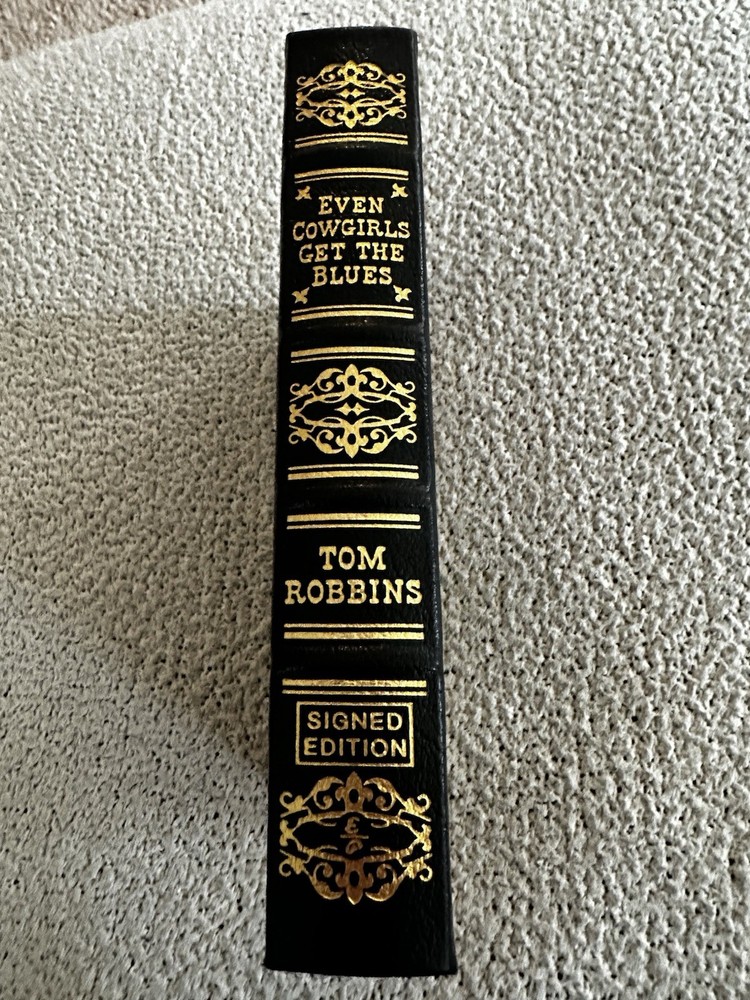 EVEN
COWGIRLS
GET THE
BLUES
TOM
ROBBINS
SIGNED
EDITION